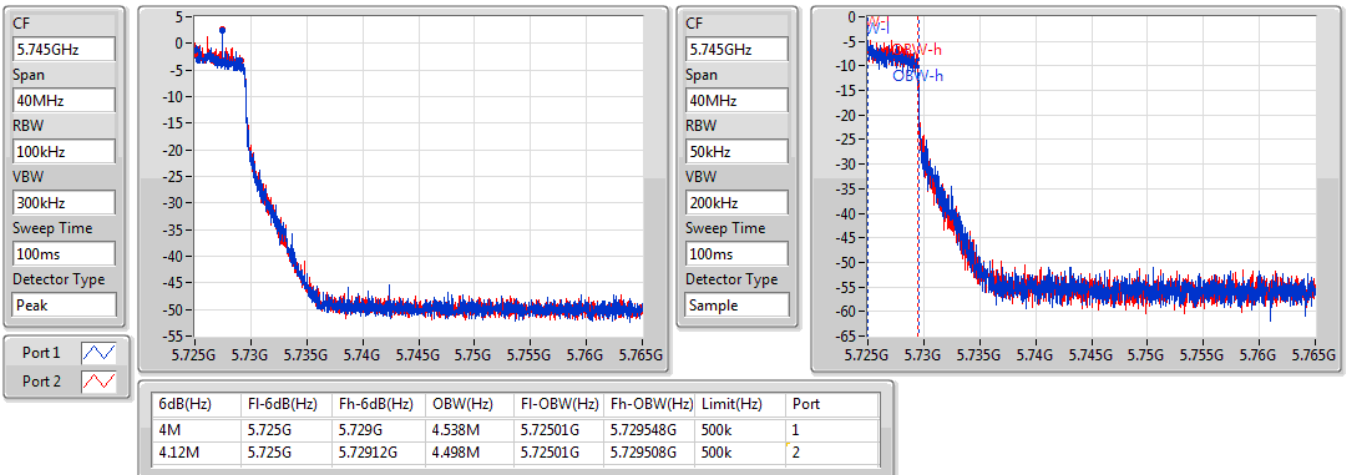 CF
5.745GHz
Span
40MHz
RBW
100kHz
VBW
300kHz
Sweep Time
100ms
Detector Type
Peak
Port 1
Port 2
5
0
-5
-10
-15
-20
-25
-30
-35
-40
-45
-50
-55
5.725G 5.73G 5.735G 5.74G 5.745G 5.75G 5.755G 5.76G 5.765G
CF
5.745GHz
Span
40MHz
RBW
50kHz
VBW
200kHz
Sweep Time
100ms
Detector Type
Sample
0
-5
-10
-15
-20
-25
-30
-35
-40
-45
-50
-55
-60
-65
W-l
W-l
OBW-h
OBW-h
5.725G 5.73G 5.735G 5.74G 5.745G 5.75G 5.755G 5.76G 5.765G
6dB(Hz) Fl-6dB(Hz) Fh-6dB(Hz) OBW(Hz) Fl-OBW(Hz) Fh-OBW(Hz) Limit(Hz) Port
4M 5.725G 5.729G 4.538M 5.72501G 5.729548G 500k 1
4.12M 5.725G 5.72912G 4.498M 5.72501G 5.729508G 500k 2